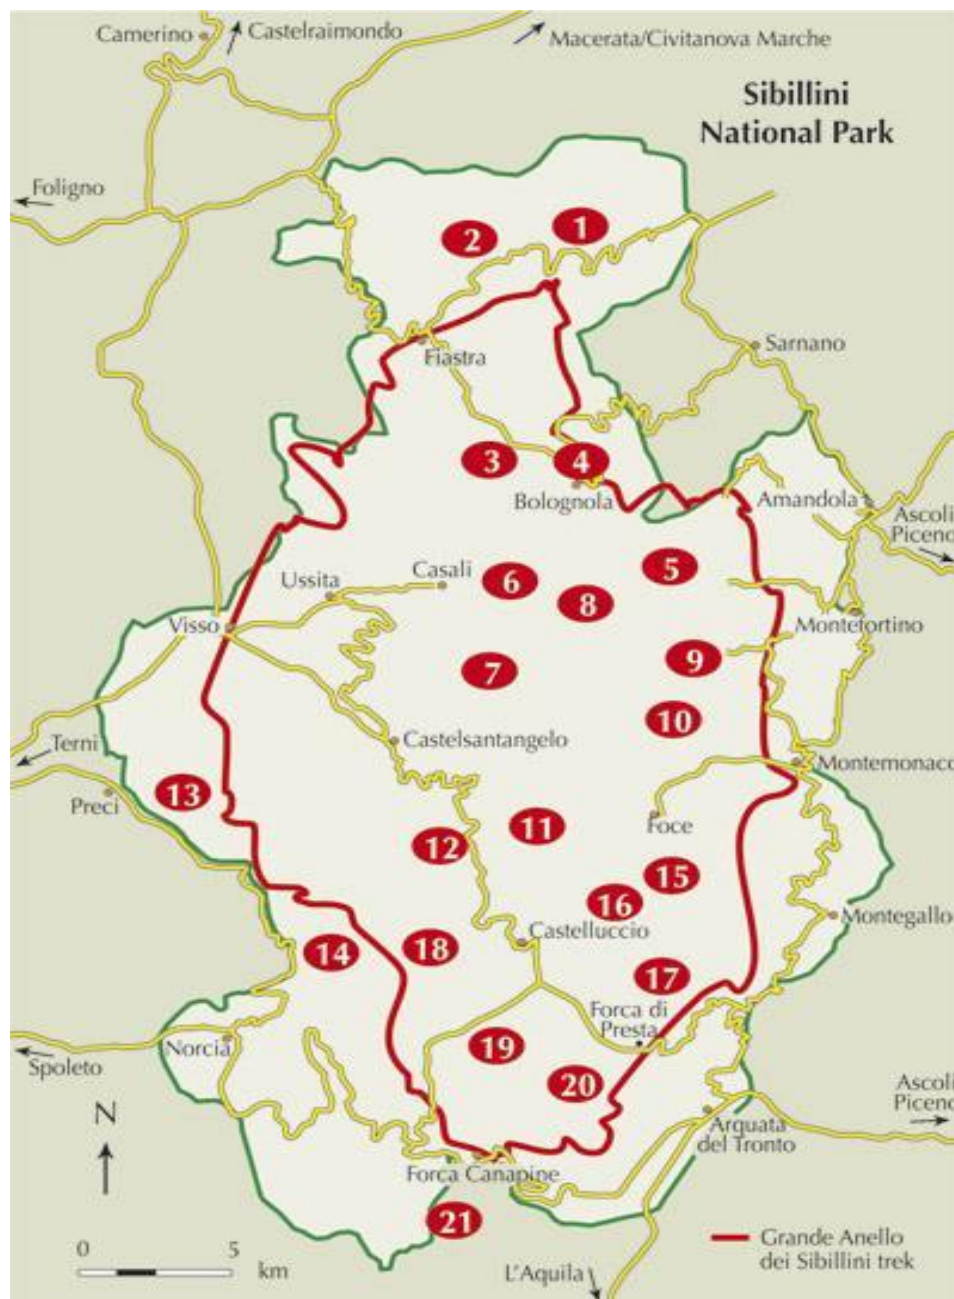 Camerino
Castelraimondo
Macerata/Civitanova Marche
Sibillini
National Park
Foligno
1
2
Sarnano
Fiastra
3
4
Bolognola
Amandola
Ascoli
Piceno
5
Casali
6
Ussita
8
Visso
Montefortino
9
7
10
Castelsantangelo
Terni
Montemonaco
13
Preci
11
Foce
12
15
16
Montegallo
Castelluccio
14
18
17
Forca di
Presta
Norcia
19
Spoleto
20
Ascoli
Piceno
N
Arquata
del Tronto
Forca Canapine
21
Grande Anello
dei Sibillini trek
0
5
km
L'Aquila